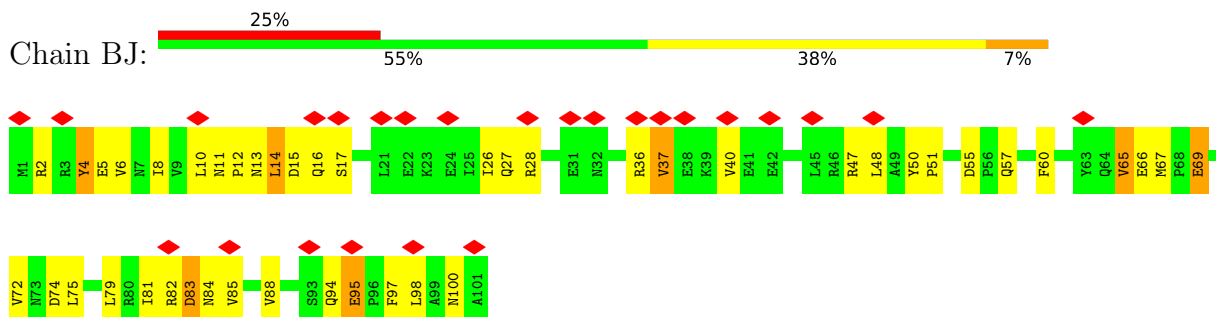 25%
Chain BJ:
55% 38% 7%
M1 R2 R3 Y4 E5 V6 N7 I8 V9 L10 N11 P12 N13 L14 D15 Q16 S17 L21 E22 K23 E24 I25 I26 Q27 R28 E31 N32 R36 V37 E38 K39 V40 E41 E42 L45 R46 R47 L48 A49 Y50 P51 D55 P56 Q57 F60 Y63 Q64 V65 E66 M67 P68 E69
V72 N73 D74 L75 L79 R80 I81 R82 D83 N84 V85 V88 S93 Q94 E95 P96 F97 L98 A99 N100 A101